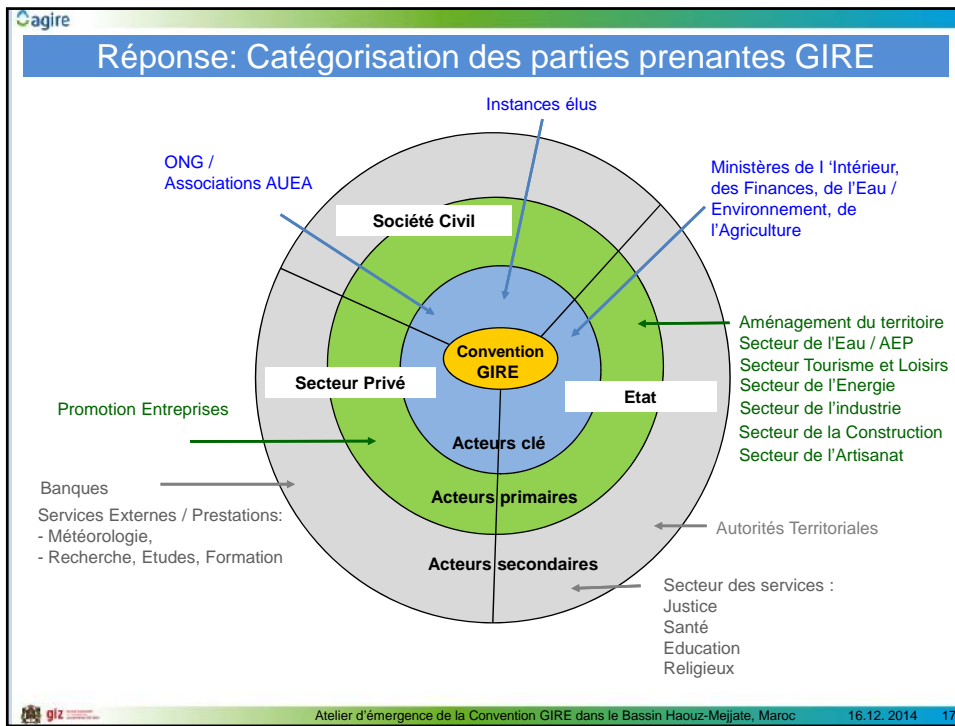 agire
Réponse: Catégorisation des parties prenantes GIRE
Instances élus
ONG /
Associations AUEA
Ministères de l 'Intérieur,
des Finances, de l'Eau /
Environnement, de
l'Agriculture
Société Civil
Aménagement du territoire
Secteur de l'Eau / AEP
Secteur Tourisme et Loisirs
Secteur de l'Energie
Secteur de l'industrie
Secteur de la Construction
Secteur de l'Artisanat
Convention
GIRE
Secteur Privé
Etat
Promotion Entreprises
Acteurs clé
Banques
Services Externes / Prestations:
- Météorologie,
- Recherche, Etudes, Formation
Acteurs primaires
Autorités Territoriales
Acteurs secondaires
Secteur des services :
Justice
Santé
Education
Religieux
giz
Atelier d'émergence de la Convention GIRE dans le Bassin Haouz-Mejjate, Maroc 16.12. 2014 17